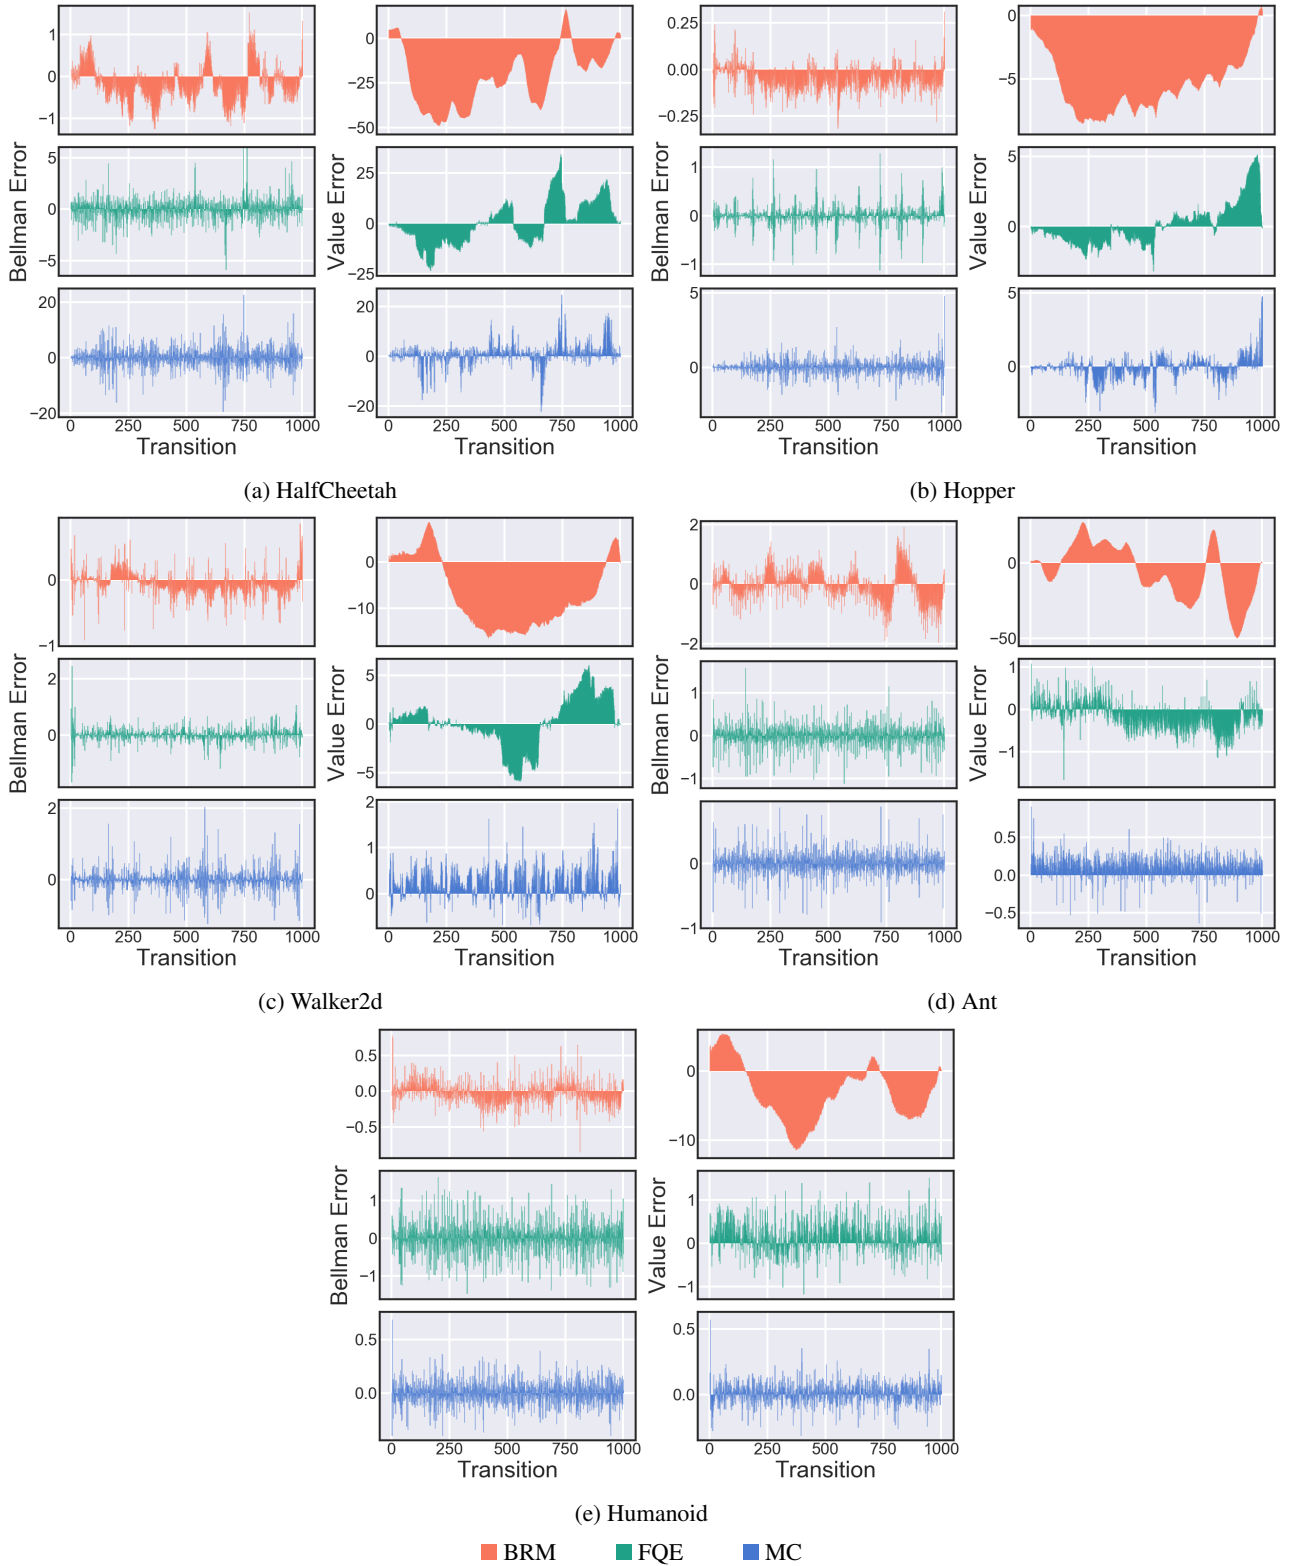 1
0
−1
0
−25
−50
0.25
0.00
−0.25
0
−5
Bellman Error
5
0
−5
Value Error
25
0
−25
Bellman Error
1
0
−1
Value Error
5
0
20
0
−20
20
0
−20
5
0
5
0
0 250 500 750 1000
0 250 500 750 1000
0 250 500 750 1000
0 250 500 750 1000
Transition
Transition
Transition
Transition
(a) HalfCheetah
(b) Hopper
0
−1
0
−10
2
0
−2
0
−50
Bellman Error
2
0
Value Error
5
0
−5
Bellman Error
1
0
−1
Value Error
1
0
−1
2
0
2
1
0
0
−1
0.5
0.0
−0.5
0 250 500 750 1000
0 250 500 750 1000
0 250 500 750 1000
0 250 500 750 1000
Transition
Transition
Transition
Transition
(c) Walker2d
(d) Ant
0.5
0.0
−0.5
0
−10
Bellman Error
1
0
−1
Value Error
1
0
−1
0.5
0.0
0.5
0.0
0 250 500 750 1000
0 250 500 750 1000
Transition
Transition
(e) Humanoid
BRM FQE MC